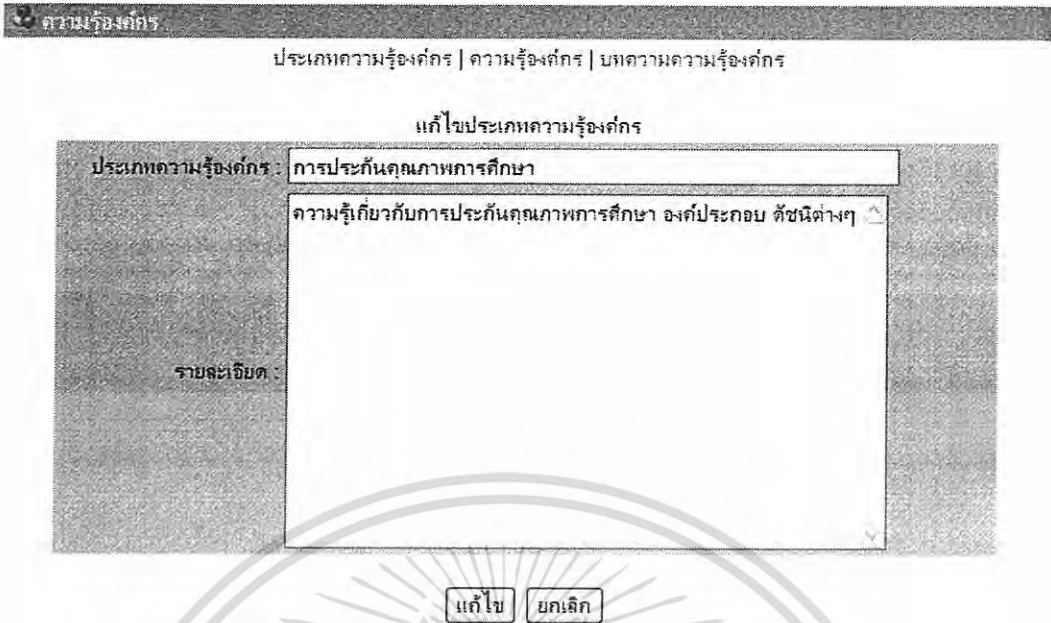 ความรู้องค์กร
ประเภทความรู้องค์กร | ความรู้องค์กร | บทความความรู้องค์กร
แก้ไขประเภทความรู้องค์กร
ประเภทความรู้องค์กร : การประกันคุณภาพการศึกษา
ความรู้เกี่ยวกับการประกันคุณภาพการศึกษา องค์ประกอบ ดัชนีต่างๆ
รายละเอียด :
แก้ไข ยกเลิก